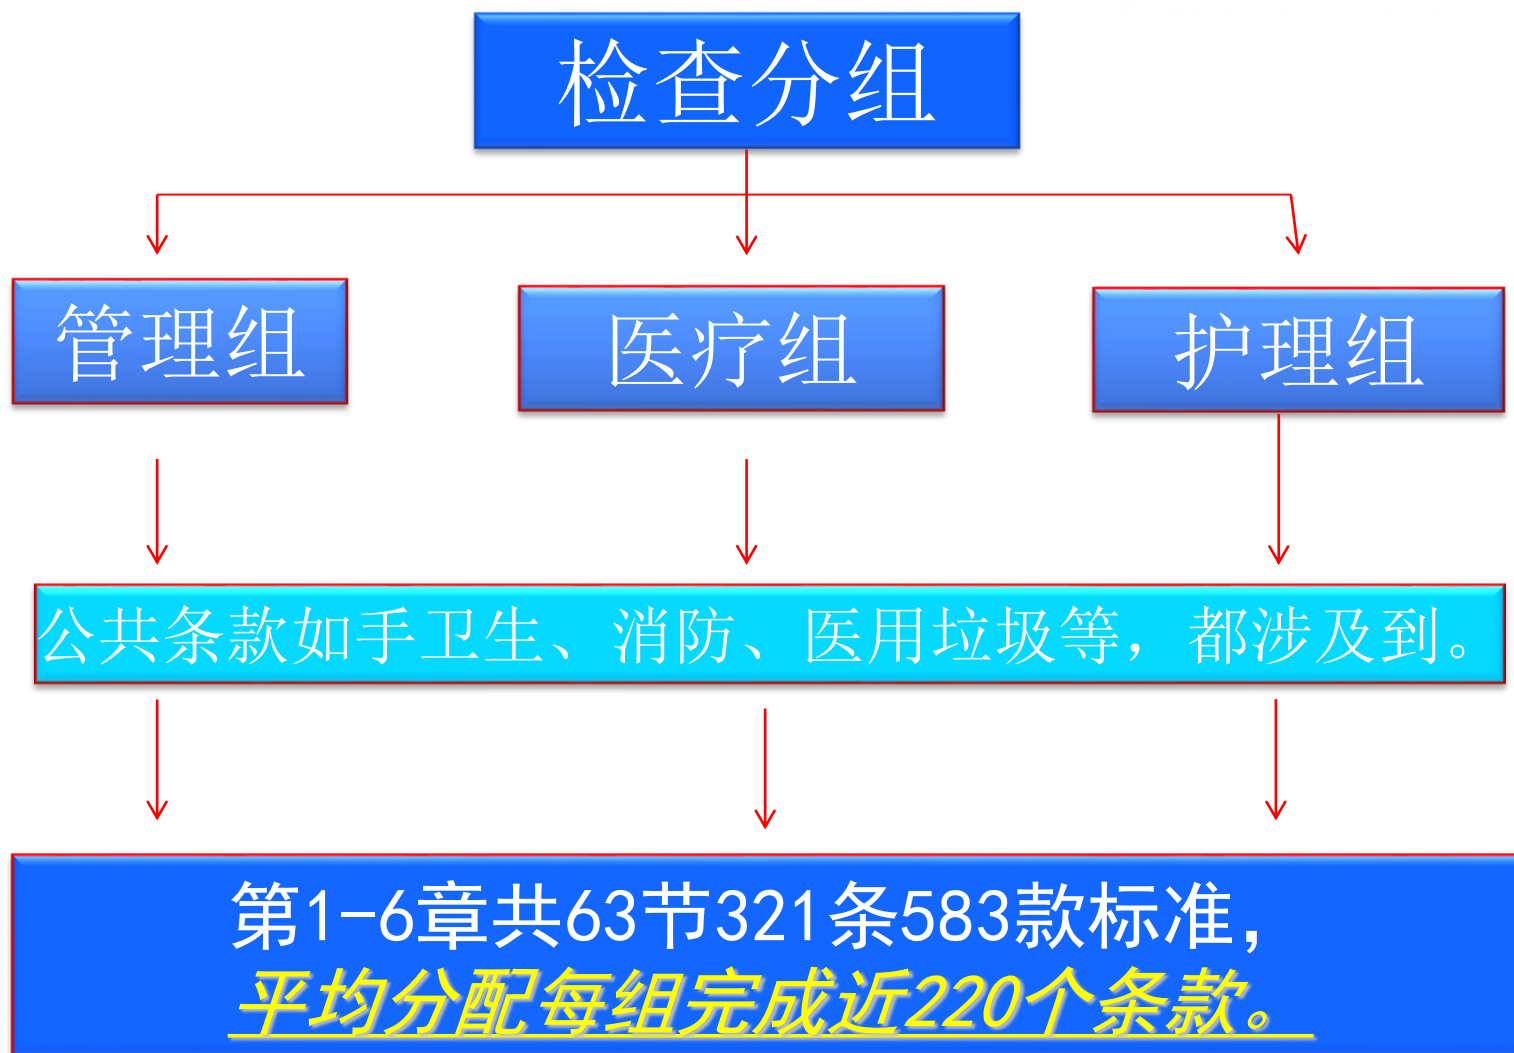 检查分组
管理组
医疗组
护理组
公共条款如手卫生、消防、医用垃圾等，都涉及到。
第1-6章共63节321条583款标准，
平均分配每组完成近220个条款。